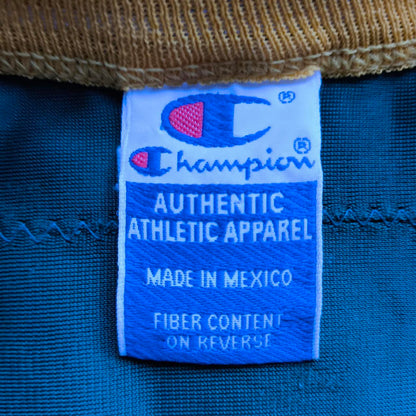 ®
Champion®
AUTHENTIC
ATHLETIC APPAREL
MADE IN MEXICO
FIBER CONTENT
ON REVERSE